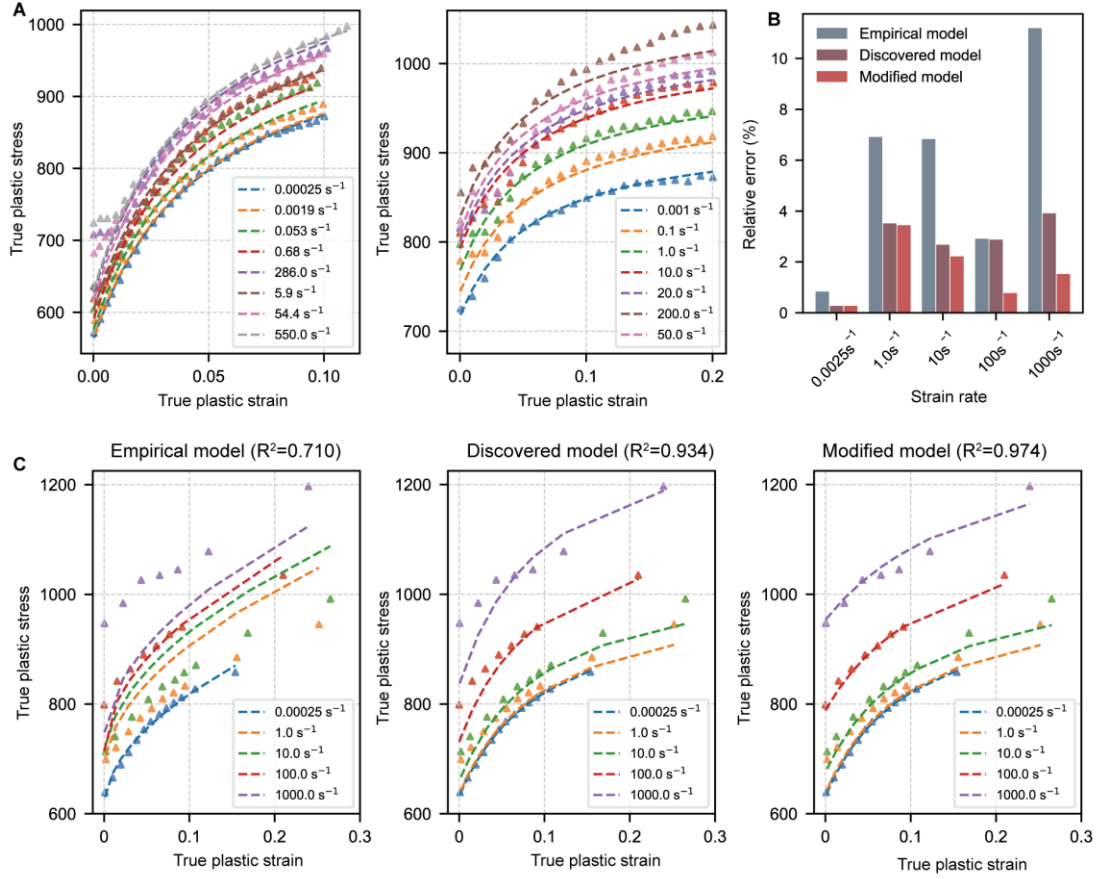 A
1000
900
800
700
600
0.00
0.05
0.10
True plastic stress
True plastic strain
0.00025 s⁻¹
0.0019 s⁻¹
0.053 s⁻¹
0.68 s⁻¹
286.0 s⁻¹
5.9 s⁻¹
54.4 s⁻¹
550.0 s⁻¹
1000
900
800
700
0.0
0.1
0.2
True plastic stress
True plastic strain
0.001 s⁻¹
0.1 s⁻¹
1.0 s⁻¹
10.0 s⁻¹
20.0 s⁻¹
200.0 s⁻¹
50.0 s⁻¹
B
Empirical model
Discovered model
Modified model
10
8
6
4
2
0
Relative error (%)
0.0025s⁻¹
1.0s⁻¹
10s⁻¹
100s⁻¹
1000s⁻¹
Strain rate
C
Empirical model (R²=0.710)
1200
1000
800
600
0
0.1
0.2
0.3
True plastic stress
True plastic strain
0.00025 s⁻¹
1.0 s⁻¹
10.0 s⁻¹
100.0 s⁻¹
1000.0 s⁻¹
Discovered model (R²=0.934)
1200
1000
800
600
0
0.1
0.2
0.3
True plastic stress
True plastic strain
0.00025 s⁻¹
1.0 s⁻¹
10.0 s⁻¹
100.0 s⁻¹
1000.0 s⁻¹
Modified model (R²=0.974)
1200
1000
800
600
0
0.1
0.2
0.3
True plastic stress
True plastic strain
0.00025 s⁻¹
1.0 s⁻¹
10.0 s⁻¹
100.0 s⁻¹
1000.0 s⁻¹